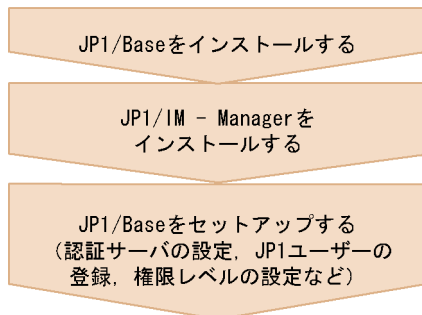 JP1/Baseをインストールする
JP1/IM - Managerを
インストールする
JP1/Baseをセットアップする
（認証サーバの設定，JP1ユーザーの
登録，権限レベルの設定など）